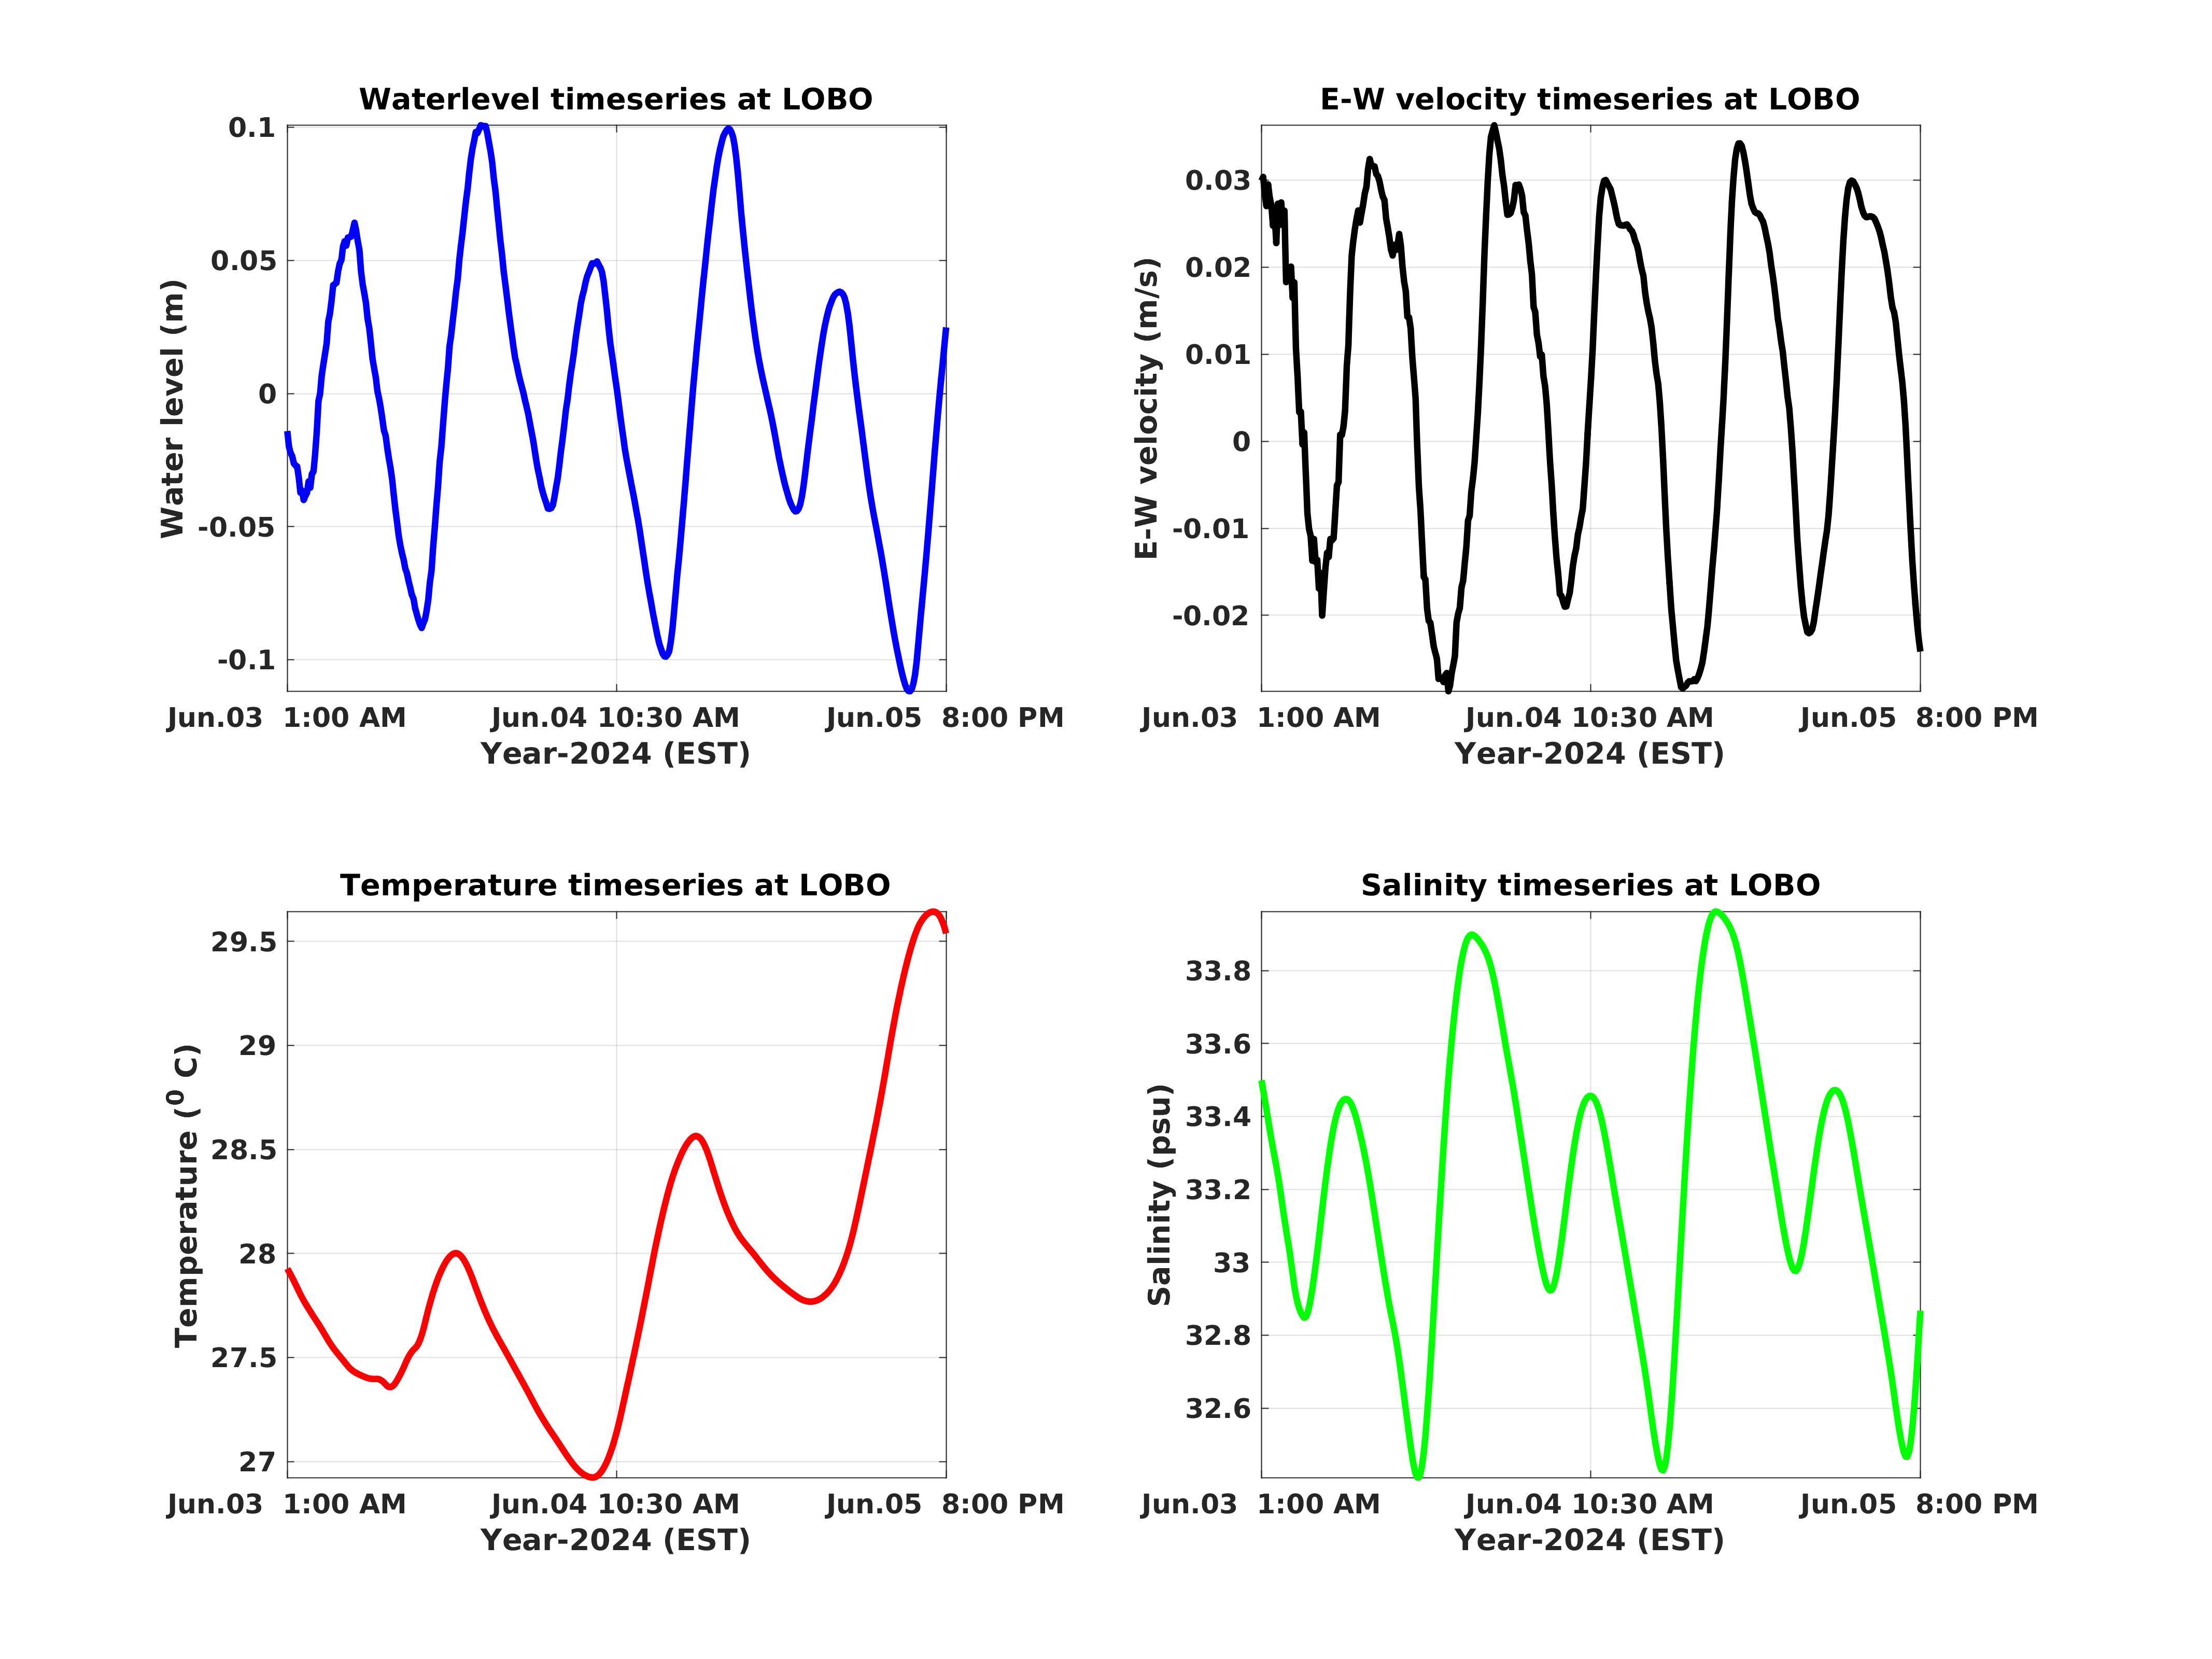 Waterlevel timeseries at LOBO
0.1
0.05
0
-0.05
-0.1
Water level (m)
Jun.03 1:00 AM
Jun.04 10:30 AM
Jun.05 8:00 PM
Year-2024 (EST)
E-W velocity timeseries at LOBO
0.03
0.02
0.01
0
-0.01
-0.02
E-W velocity (m/s)
Jun.03 1:00 AM
Jun.04 10:30 AM
Jun.05 8:00 PM
Year-2024 (EST)
Temperature timeseries at LOBO
29.5
29
28.5
28
27.5
27
Temperature (⁰ C)
Jun.03 1:00 AM
Jun.04 10:30 AM
Jun.05 8:00 PM
Year-2024 (EST)
Salinity timeseries at LOBO
33.8
33.6
33.4
33.2
33
32.8
32.6
Salinity (psu)
Jun.03 1:00 AM
Jun.04 10:30 AM
Jun.05 8:00 PM
Year-2024 (EST)